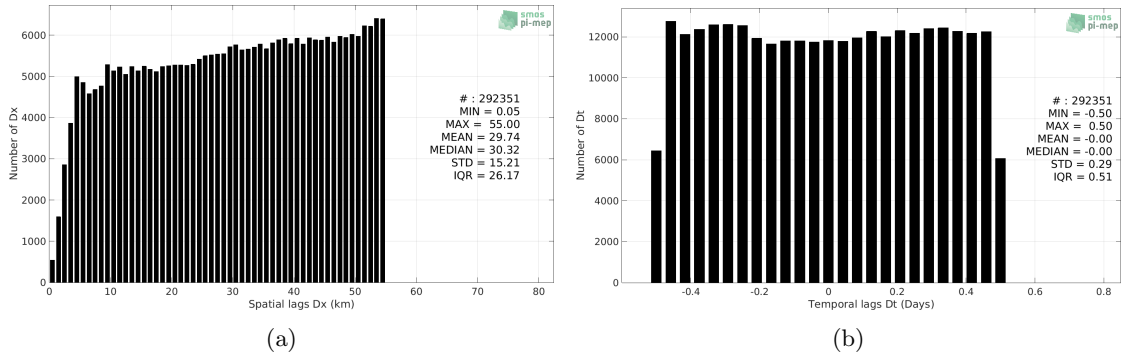 smos
pi-mep
6000
5000
4000
3000
2000
1000
0
Number of Dx
# : 292351
MIN = 0.05
MAX = 55.00
MEAN = 29.74
MEDIAN = 30.32
STD = 15.21
IQR = 26.17
0 10 20 30 40 50 60 70 80
Spatial lags Dx (km)
(a)
smos
pi-mep
12000
10000
8000
6000
4000
2000
0
Number of Dt
# : 292351
MIN = -0.50
MAX = 0.50
MEAN = -0.00
MEDIAN = -0.00
STD = 0.29
IQR = 0.51
-0.4 -0.2 0 0.2 0.4 0.6 0.8
Temporal lags Dt (Days)
(b)